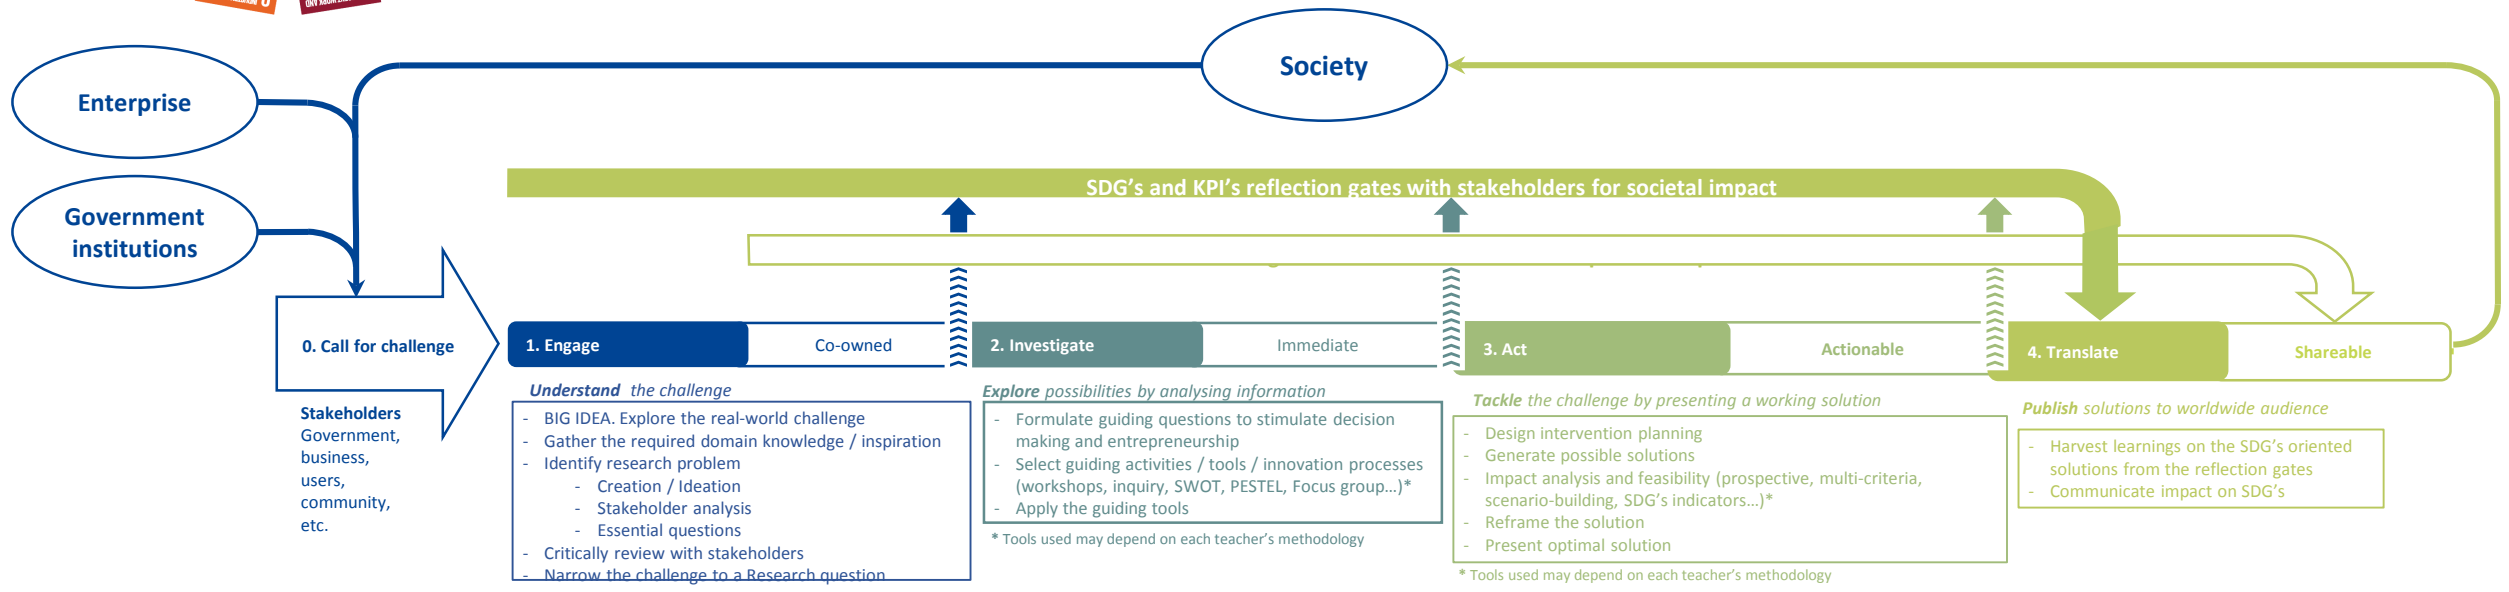 WORK AND
Society
Enterprise
Government
institutions
SDG's and KPI's reflection gates with stakeholders for societal impact
0. Call for challenge
1. Engage
Co-owned
2. Investigate
Immediate
3. Act
Actionable
4. Translate
Shareable
Stakeholders
Government,
business,
users,
community,
etc.
Understand the challenge
- BIG IDEA. Explore the real-world challenge
- Gather the required domain knowledge / inspiration
- Identify research problem
- Creation / Ideation
- Stakeholder analysis
- Essential questions
- Critically review with stakeholders
- Narrow the challenge to a Research question
Explore possibilities by analysing information
- Formulate guiding questions to stimulate decision
making and entrepreneurship
- Select guiding activities / tools / innovation processes
(workshops, inquiry, SWOT, PESTEL, Focus group...)*
- Apply the guiding tools
* Tools used may depend on each teacher's methodology
Tackle the challenge by presenting a working solution
- Design intervention planning
- Generate possible solutions
- Impact analysis and feasibility (prospective, multi-criteria,
scenario-building, SDG's indicators...)*
- Reframe the solution
- Present optimal solution
* Tools used may depend on each teacher's methodology
Publish solutions to worldwide audience
- Harvest learnings on the SDG's oriented
solutions from the reflection gates
- Communicate impact on SDG's